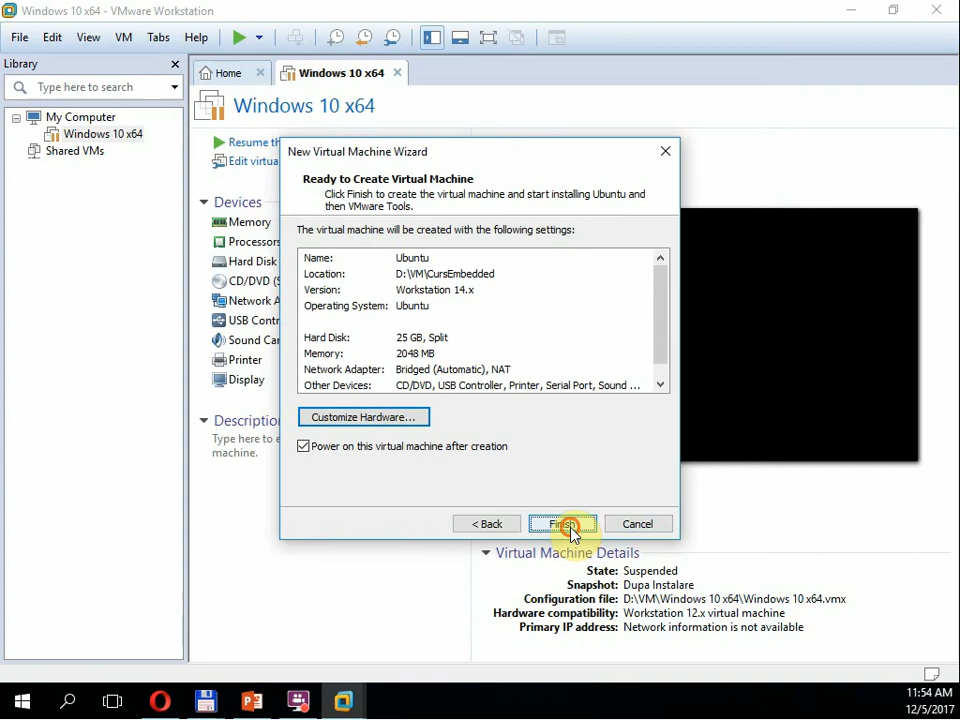 Windows 10 x64 - VMware Workstation
File Edit View VM Tabs Help
Library
Type here to search
My Computer
Windows 10 x64
Shared VMs
Home
Windows 10 x64
Windows 10 x64
Resume th
Edit virtua
Devices
Memory
Processors
Hard Disk
CD/DVD (S
Network A
USB Contr
Sound Car
Printer
Display
Description
Type here to e
machine.
New Virtual Machine Wizard
Ready to Create Virtual Machine
Click Finish to create the virtual machine and start installing Ubuntu and
then VMware Tools.
The virtual machine will be created with the following settings:
Name: Ubuntu
Location: D:\VM\CursEmbedded
Version: Workstation 14.x
Operating System: Ubuntu
Hard Disk: 25 GB, Split
Memory: 2048 MB
Network Adapter: Bridged (Automatic), NAT
Other Devices: CD/DVD, USB Controller, Printer, Serial Port, Sound ...
Customize Hardware...
Power on this virtual machine after creation
< Back Finish Cancel
Virtual Machine Details
State: Suspended
Snapshot: Dupa Instalare
Configuration file: D:\VM\Windows 10 x64\Windows 10 x64.vmx
Hardware compatibility: Workstation 12.x virtual machine
Primary IP address: Network information is not available
11:54 AM
12/5/2017